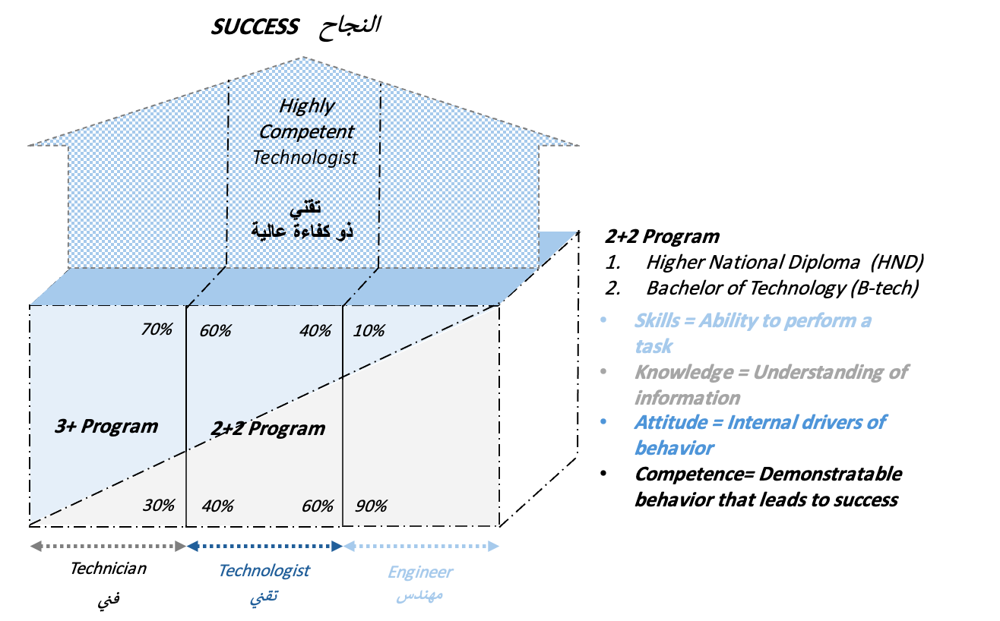 SUCCESS النجاح
Highly
Competent
Technologist
تقني
ذو كفاءة عالية
70% 60% 40% 10%
3+ Program 2+2 Program
30% 40% 60% 90%
Technician Technologist Engineer
فني تقني مهندس
2+2 Program
1. Higher National Diploma (HND)
2. Bachelor of Technology (B-tech)
• Skills = Ability to perform a
task
• Knowledge = Understanding of
information
• Attitude = Internal drivers of
behavior
• Competence= Demonstratable
behavior that leads to success